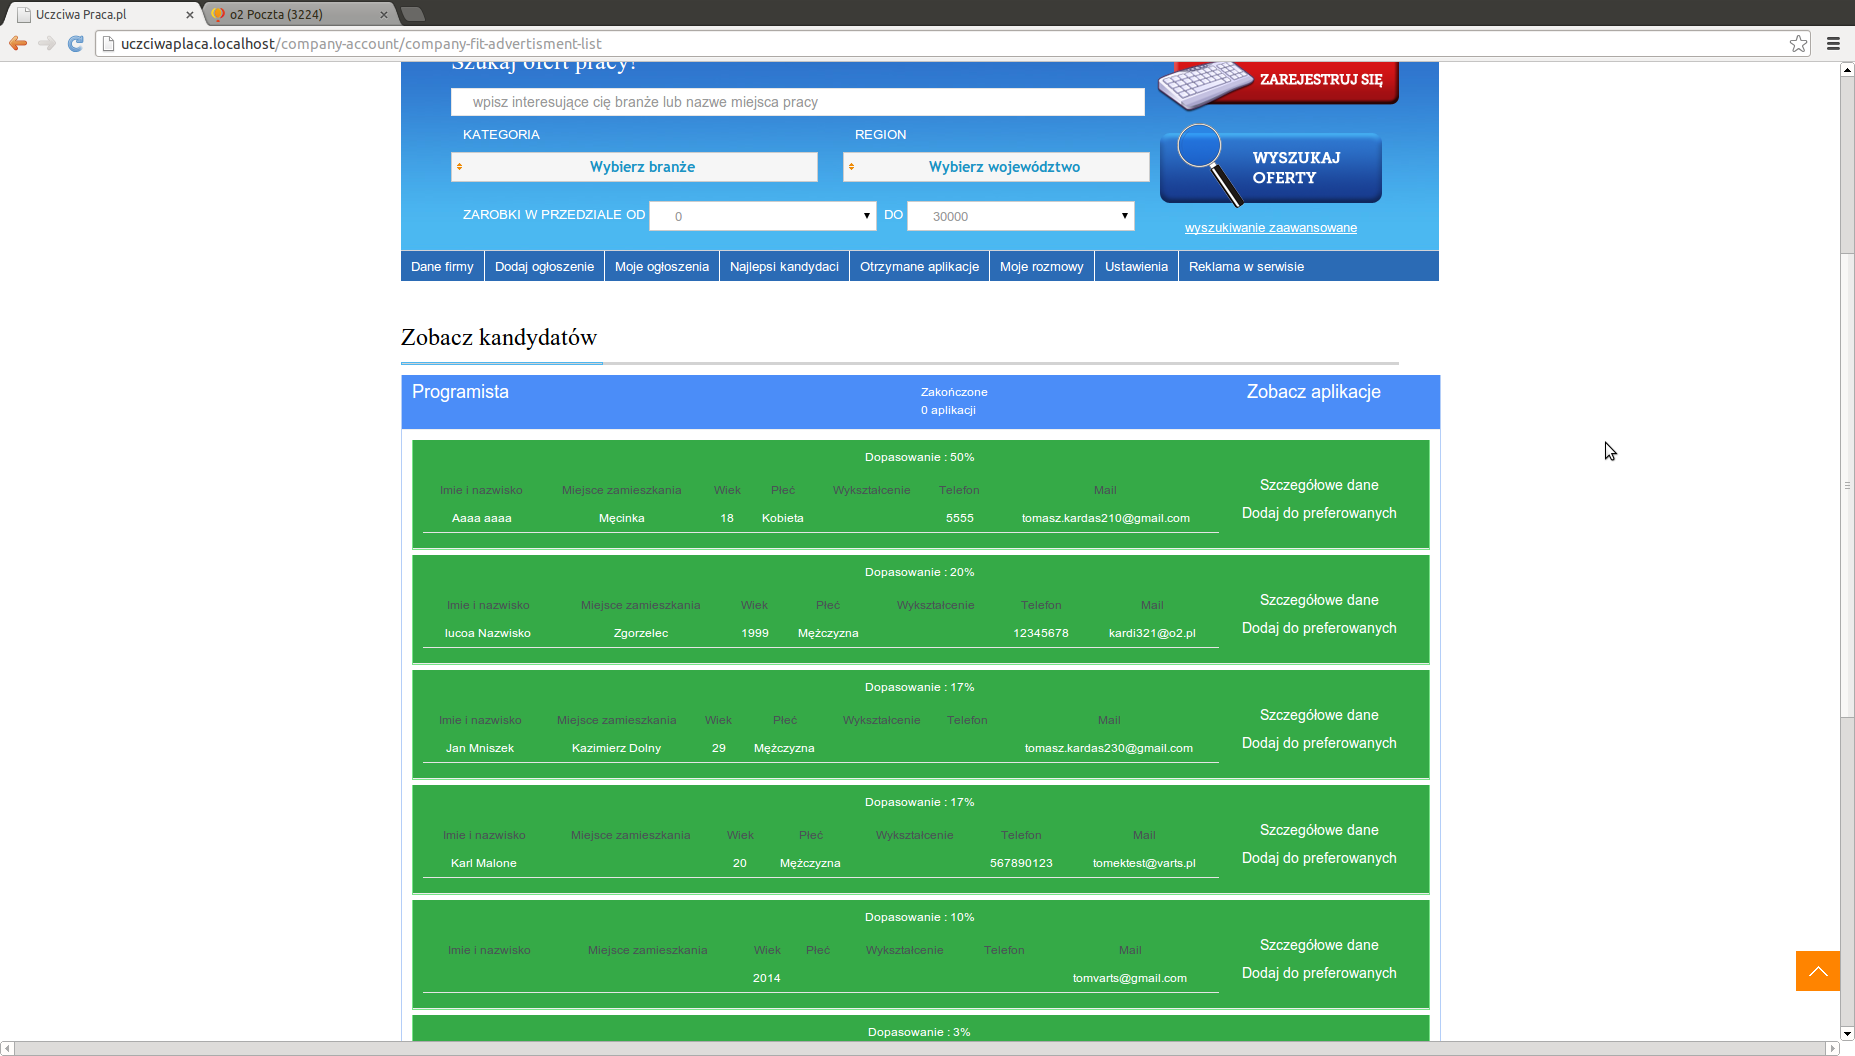 Uczciwa Praca.pl
o2 Poczta (3224)
uczciwaplaca.localhost/company-account/company-fit-advertisment-list
Szukaj ofert pracy!
ZAREJESTRUJ SIĘ
wpisz interesujące cię branże lub nazwe miejsca pracy
KATEGORIA
REGION
Wybierz branże
Wybierz województwo
WYSZUKAJ
OFERTY
ZAROBKI W PRZEDZIALE OD
0
DO
30000
wyszukiwanie zaawansowane
Dane firmy
Dodaj ogłoszenie
Moje ogłoszenia
Najlepsi kandydaci
Otrzymane aplikacje
Moje rozmowy
Ustawienia
Reklama w serwisie
Zobacz kandydatów
Programista
Zakończone
0 aplikacji
Zobacz aplikacje
Dopasowanie : 50%
Imie i nazwisko Miejsce zamieszkania Wiek Płeć Wykształcenie Telefon Mail
Aaaa aaaa Męcinka 18 Kobieta 5555 tomasz.kardas210@gmail.com
Szczegółowe dane
Dodaj do preferowanych
Dopasowanie : 20%
Imie i nazwisko Miejsce zamieszkania Wiek Płeć Wykształcenie Telefon Mail
Iucoa Nazwisko Zgorzelec 1999 Mężczyzna 12345678 kardi321@o2.pl
Szczegółowe dane
Dodaj do preferowanych
Dopasowanie : 17%
Imie i nazwisko Miejsce zamieszkania Wiek Płeć Wykształcenie Telefon Mail
Jan Mniszek Kazimierz Dolny 29 Mężczyzna tomasz.kardas230@gmail.com
Szczegółowe dane
Dodaj do preferowanych
Dopasowanie : 17%
Imie i nazwisko Miejsce zamieszkania Wiek Płeć Wykształcenie Telefon Mail
Karl Malone 20 Mężczyzna 567890123 tomektest@varts.pl
Szczegółowe dane
Dodaj do preferowanych
Dopasowanie : 10%
Imie i nazwisko Miejsce zamieszkania Wiek Płeć Wykształcenie Telefon Mail
2014 tomvarts@gmail.com
Szczegółowe dane
Dodaj do preferowanych
Dopasowanie : 3%